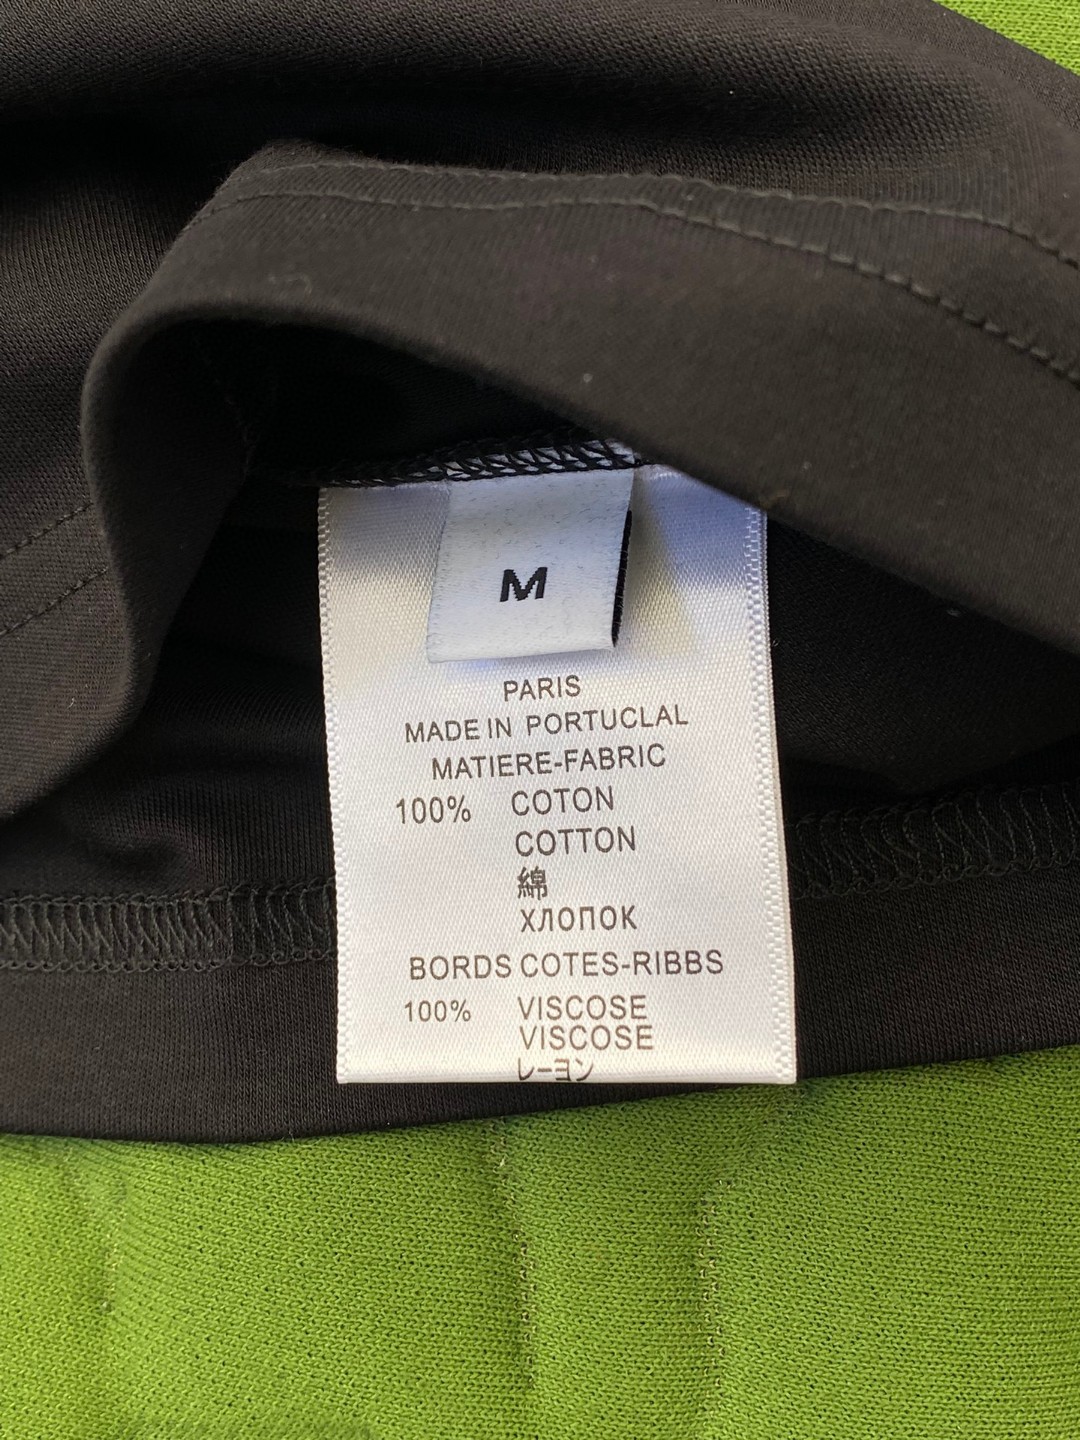 M
PARIS
MADE IN PORTUCLAL
MATIERE-FABRIC
100% COTON
COTTON
綿
ХЛОПОК
BORDS COTES-RIBBS
100% VISCOSE
VISCOSE
レーヨン